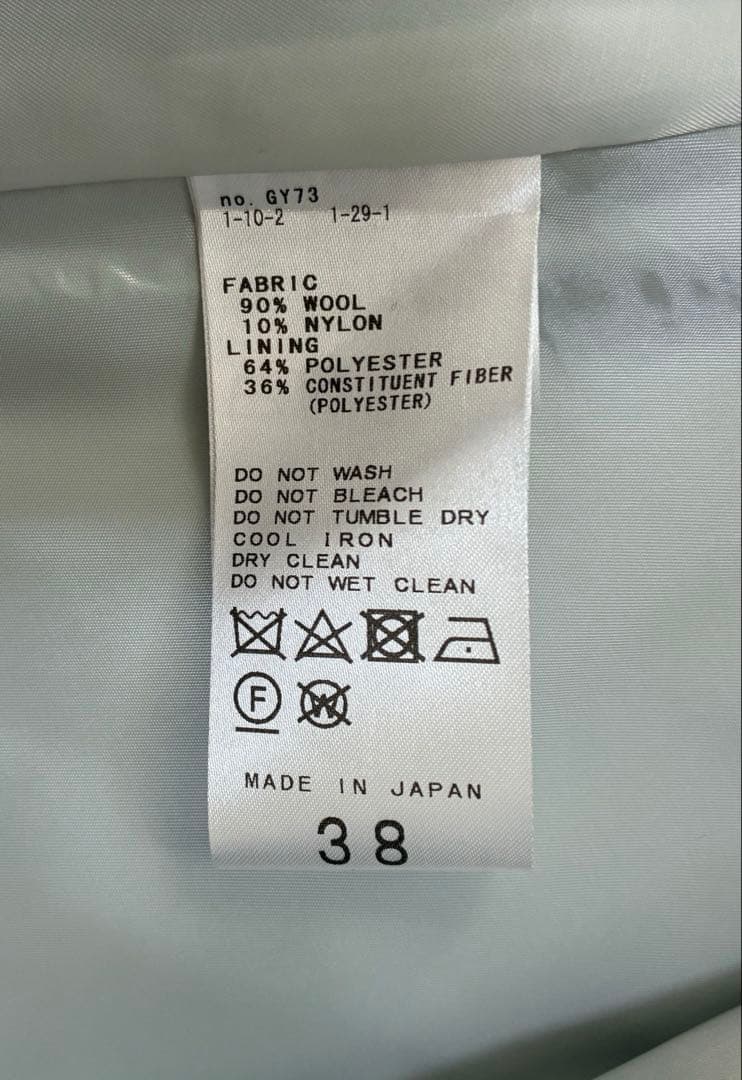 no. GY73
1-10-2 1-29-1
FABRIC
90% WOOL
10% NYLON
LINING
64% POLYESTER
36% CONSTITUENT FIBER
(POLYESTER)
DO NOT WASH
DO NOT BLEACH
DO NOT TUMBLE DRY
COOL IRON
DRY CLEAN
DO NOT WET CLEAN
F W
MADE IN JAPAN
38